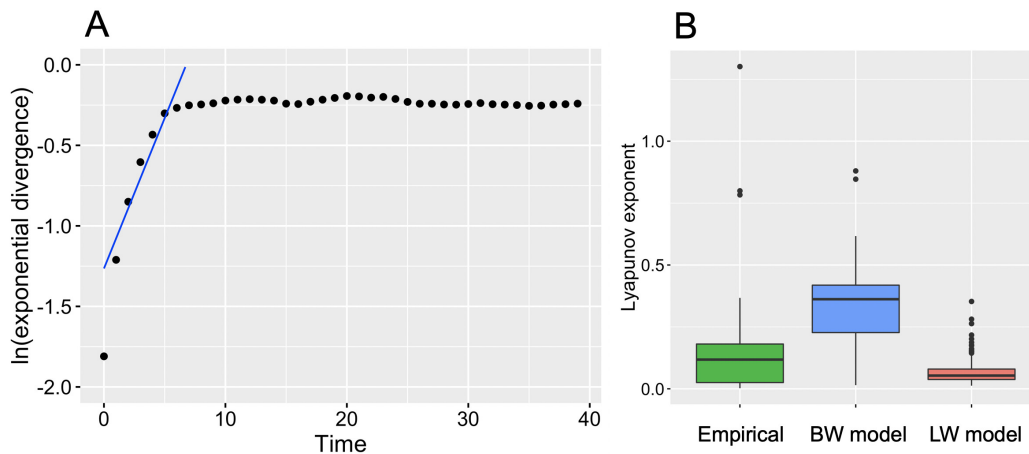 A
ln(exponential divergence)
0.0
-0.5
-1.0
-1.5
-2.0
0 10 20 30 40
Time
B
Lyapunov exponent
1.0
0.5
0.0
Empirical BW model LW model